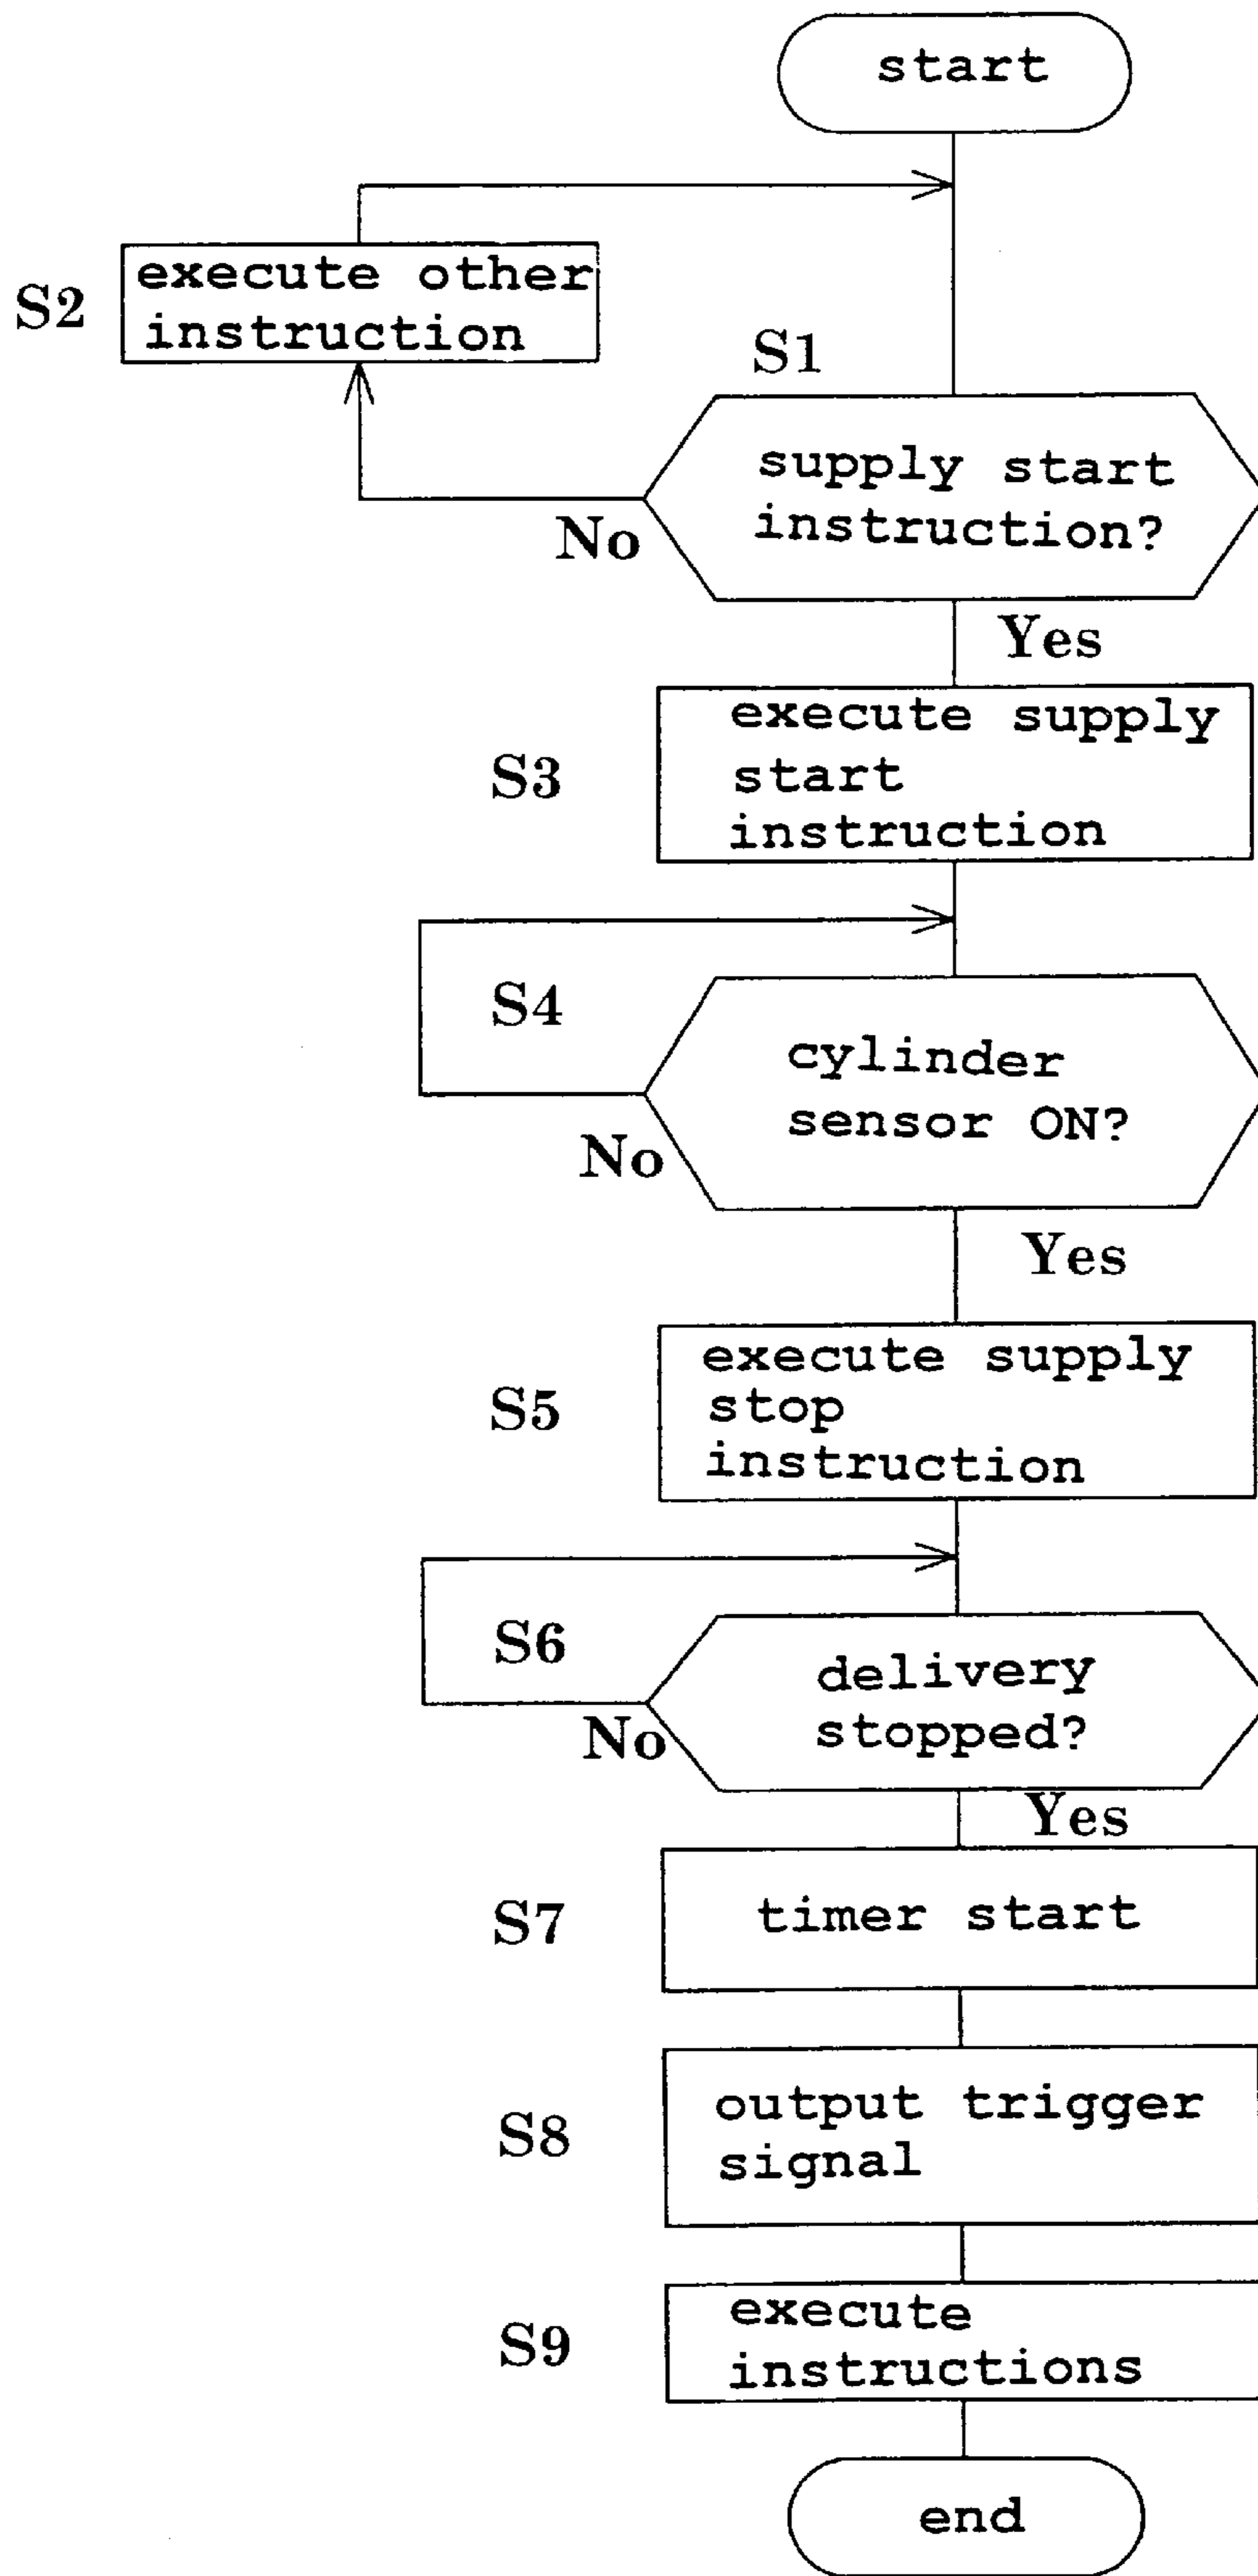 start
S2
execute other
instruction
S1
supply start
instruction?
No
Yes
S3
execute supply
start
instruction
S4
cylinder
sensor ON?
No
Yes
S5
execute supply
stop
instruction
S6
delivery
stopped?
No
Yes
S7
timer start
S8
output trigger
signal
S9
execute
instructions
end